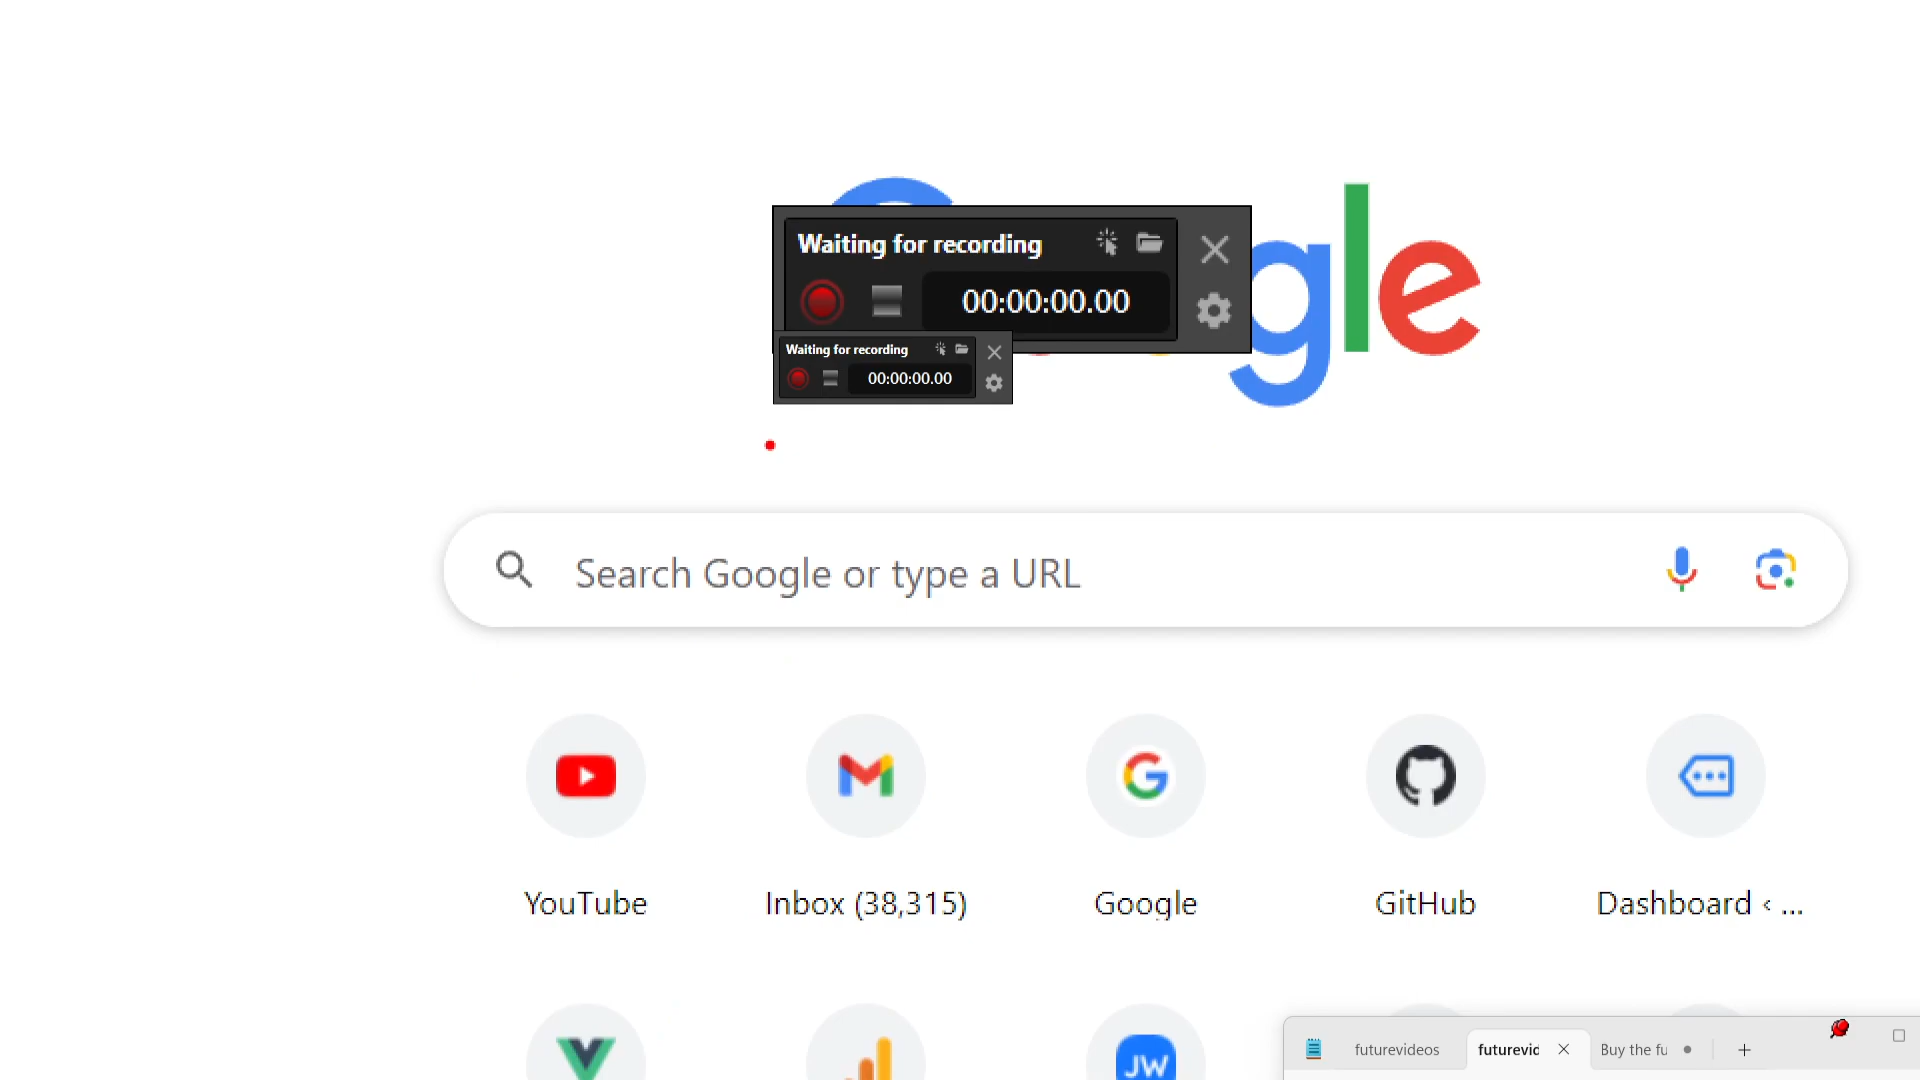 gle
Waiting for recording
00:00:00.00
Waiting for recording
00:00:00.00
Search Google or type a URL
YouTube
Inbox (38,315)
Google
GitHub
Dashboard ‹ ...
JW
futurevideos
futurevid
Buy the fu